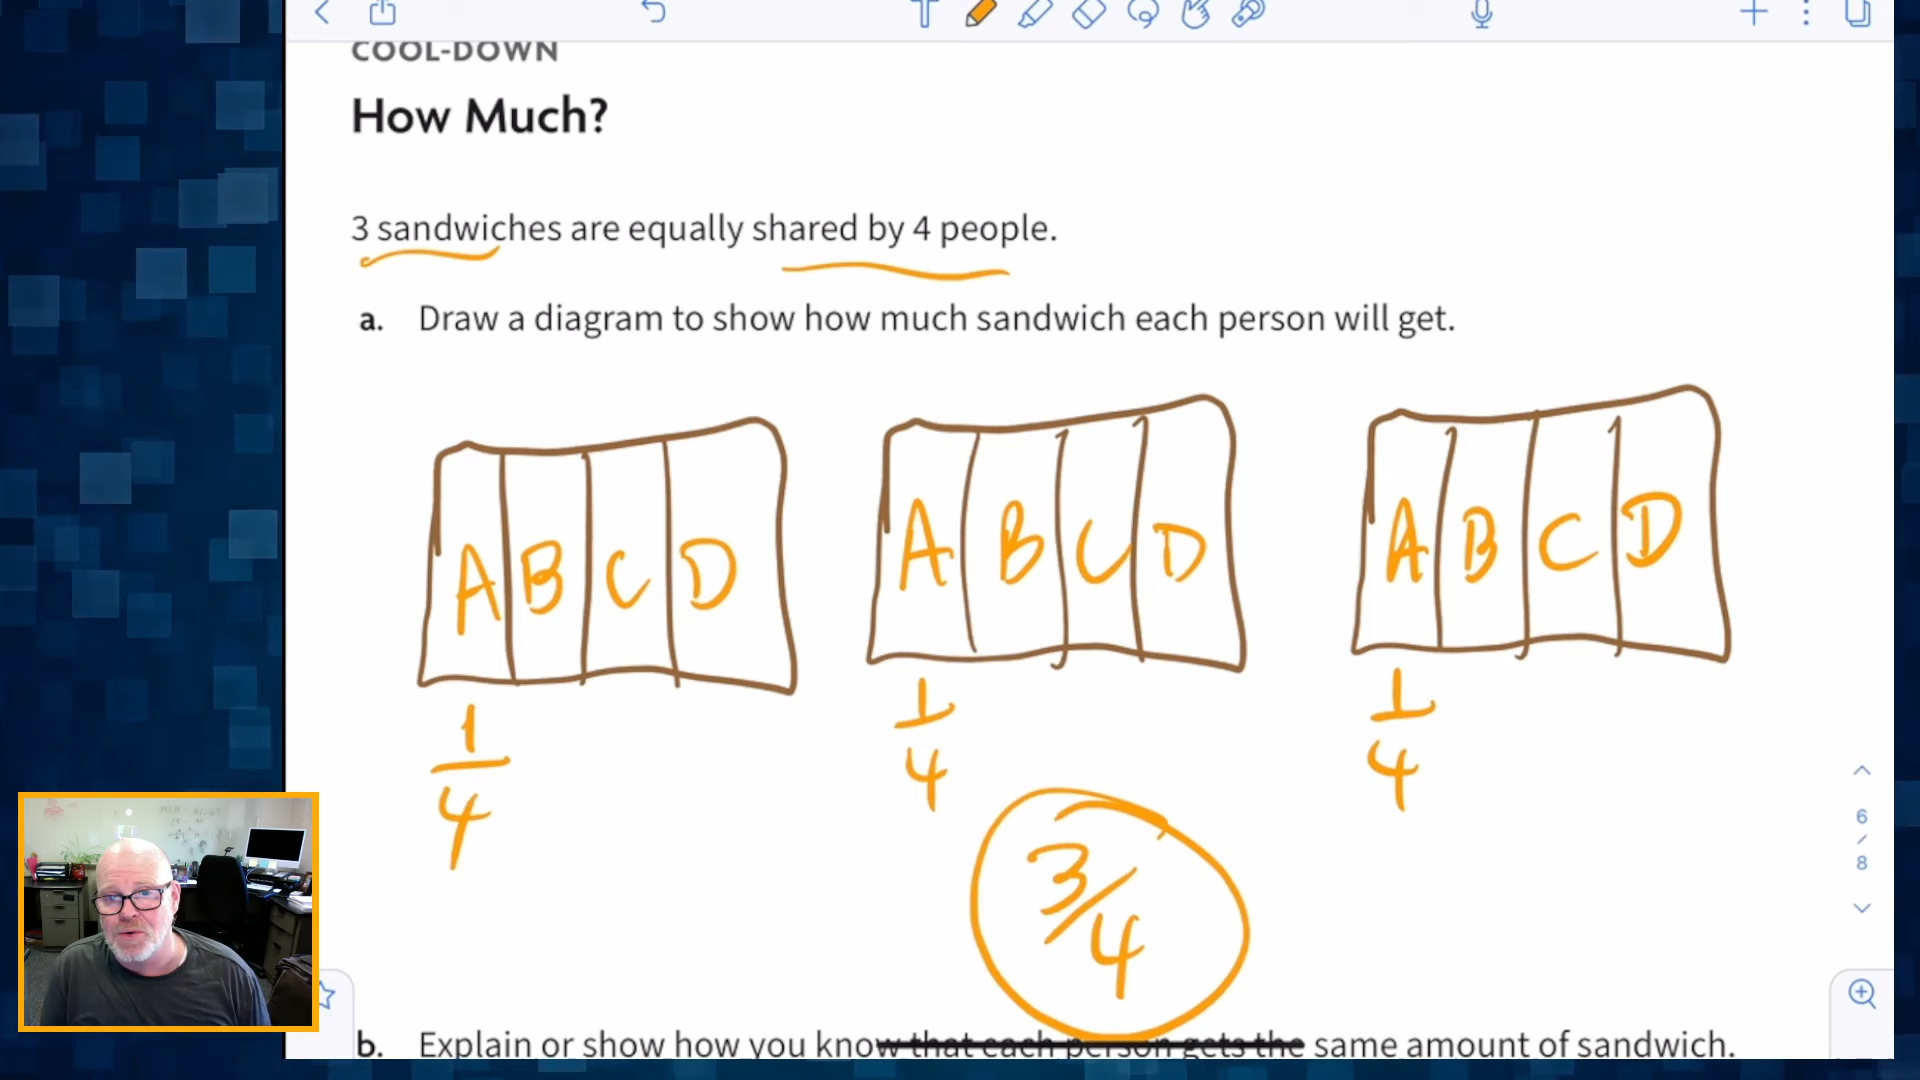 COOL-DOWN
How Much?
3 sandwiches are equally shared by 4 people.
a. Draw a diagram to show how much sandwich each person will get.
A B C D
A B C D
A B C D
1/4
1/4
1/4
3/4
6 / 8
b. Explain or show how you know that each person gets the same amount of sandwich.